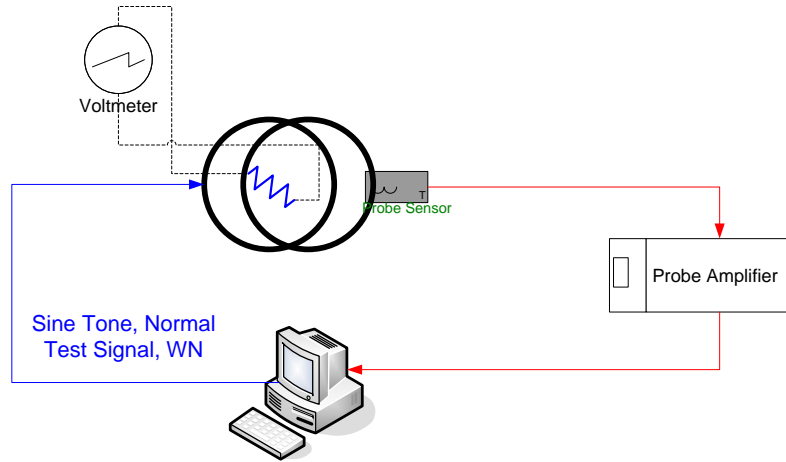 Voltmeter
T
Probe Sensor
Probe Amplifier
Sine Tone, Normal
Test Signal, WN